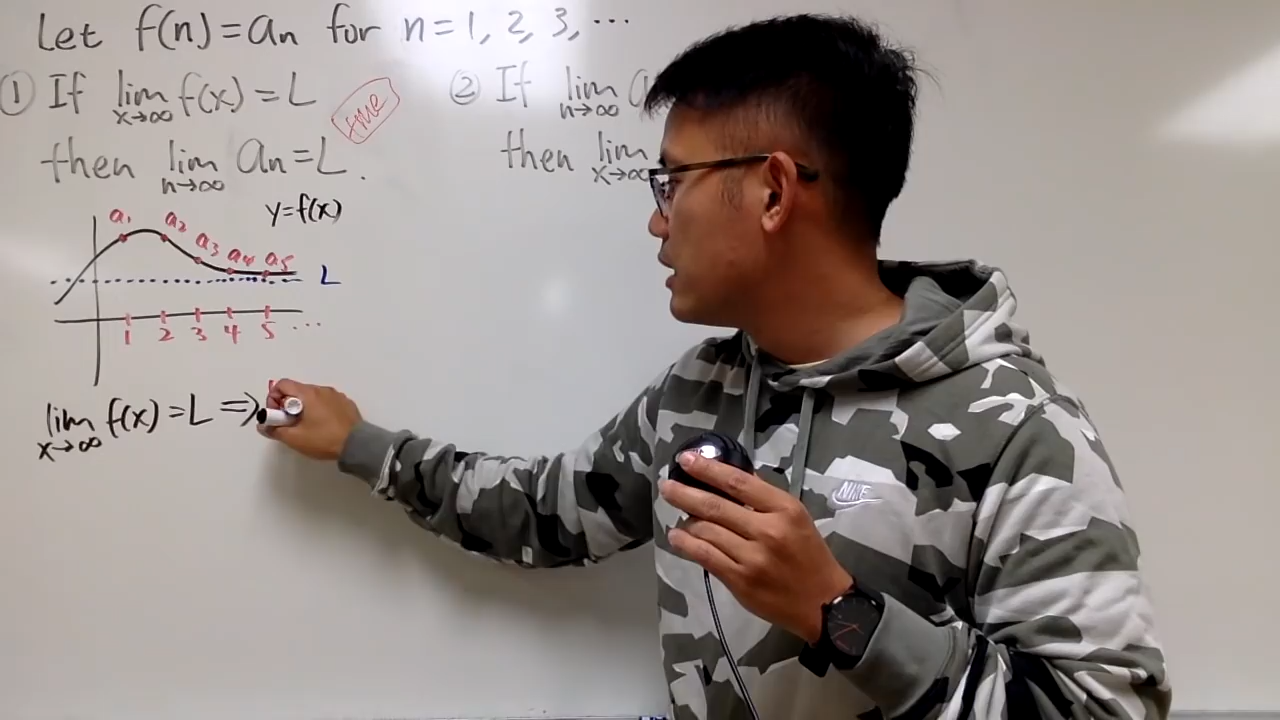 Let f(n) = an for n = 1, 2, 3, ...
① If lim x→∞ f(x) = L
true
then lim n→∞ an = L.
② If lim n→∞ a
then lim x→∞
y = f(x)
a1 a2 a3 a4 a5
L
1 2 3 4 5 ...
lim x→∞ f(x) = L ⇒
NIKE